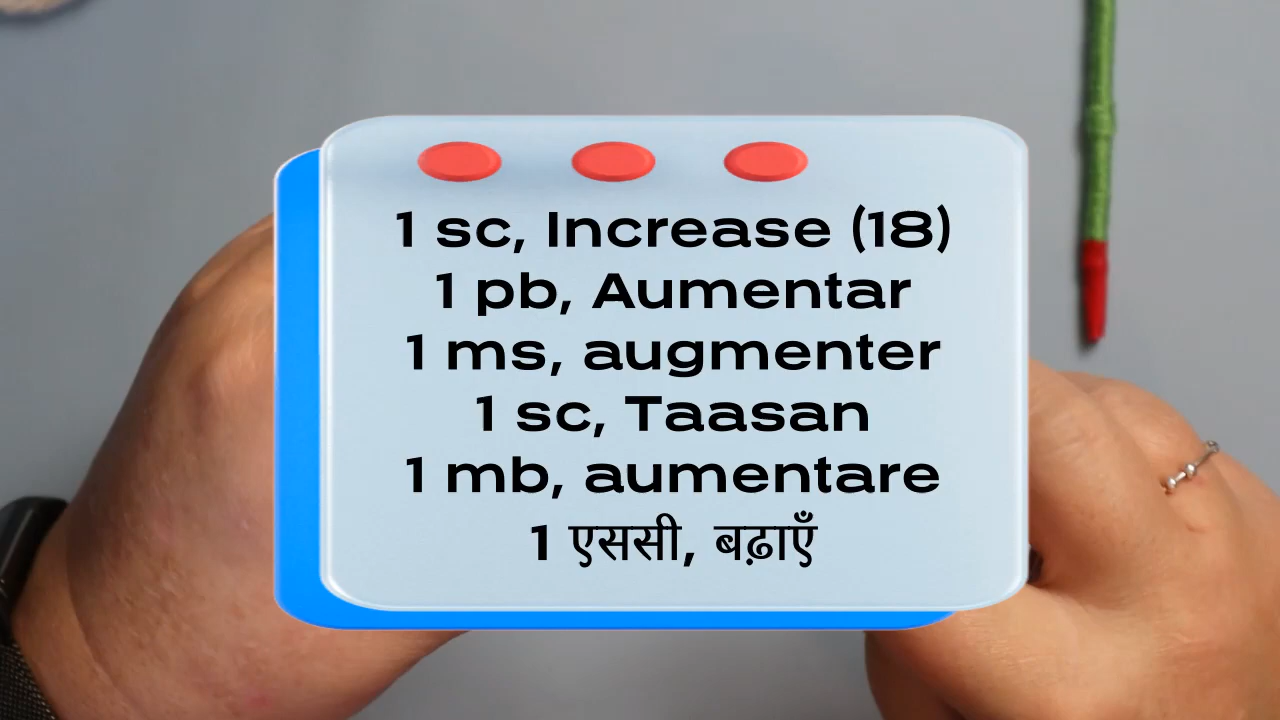 1 sc, Increase (18)
1 pb, Aumentar
1 ms, augmenter
1 sc, Taasan
1 mb, aumentare
1 एससी, बढ़ाएँ